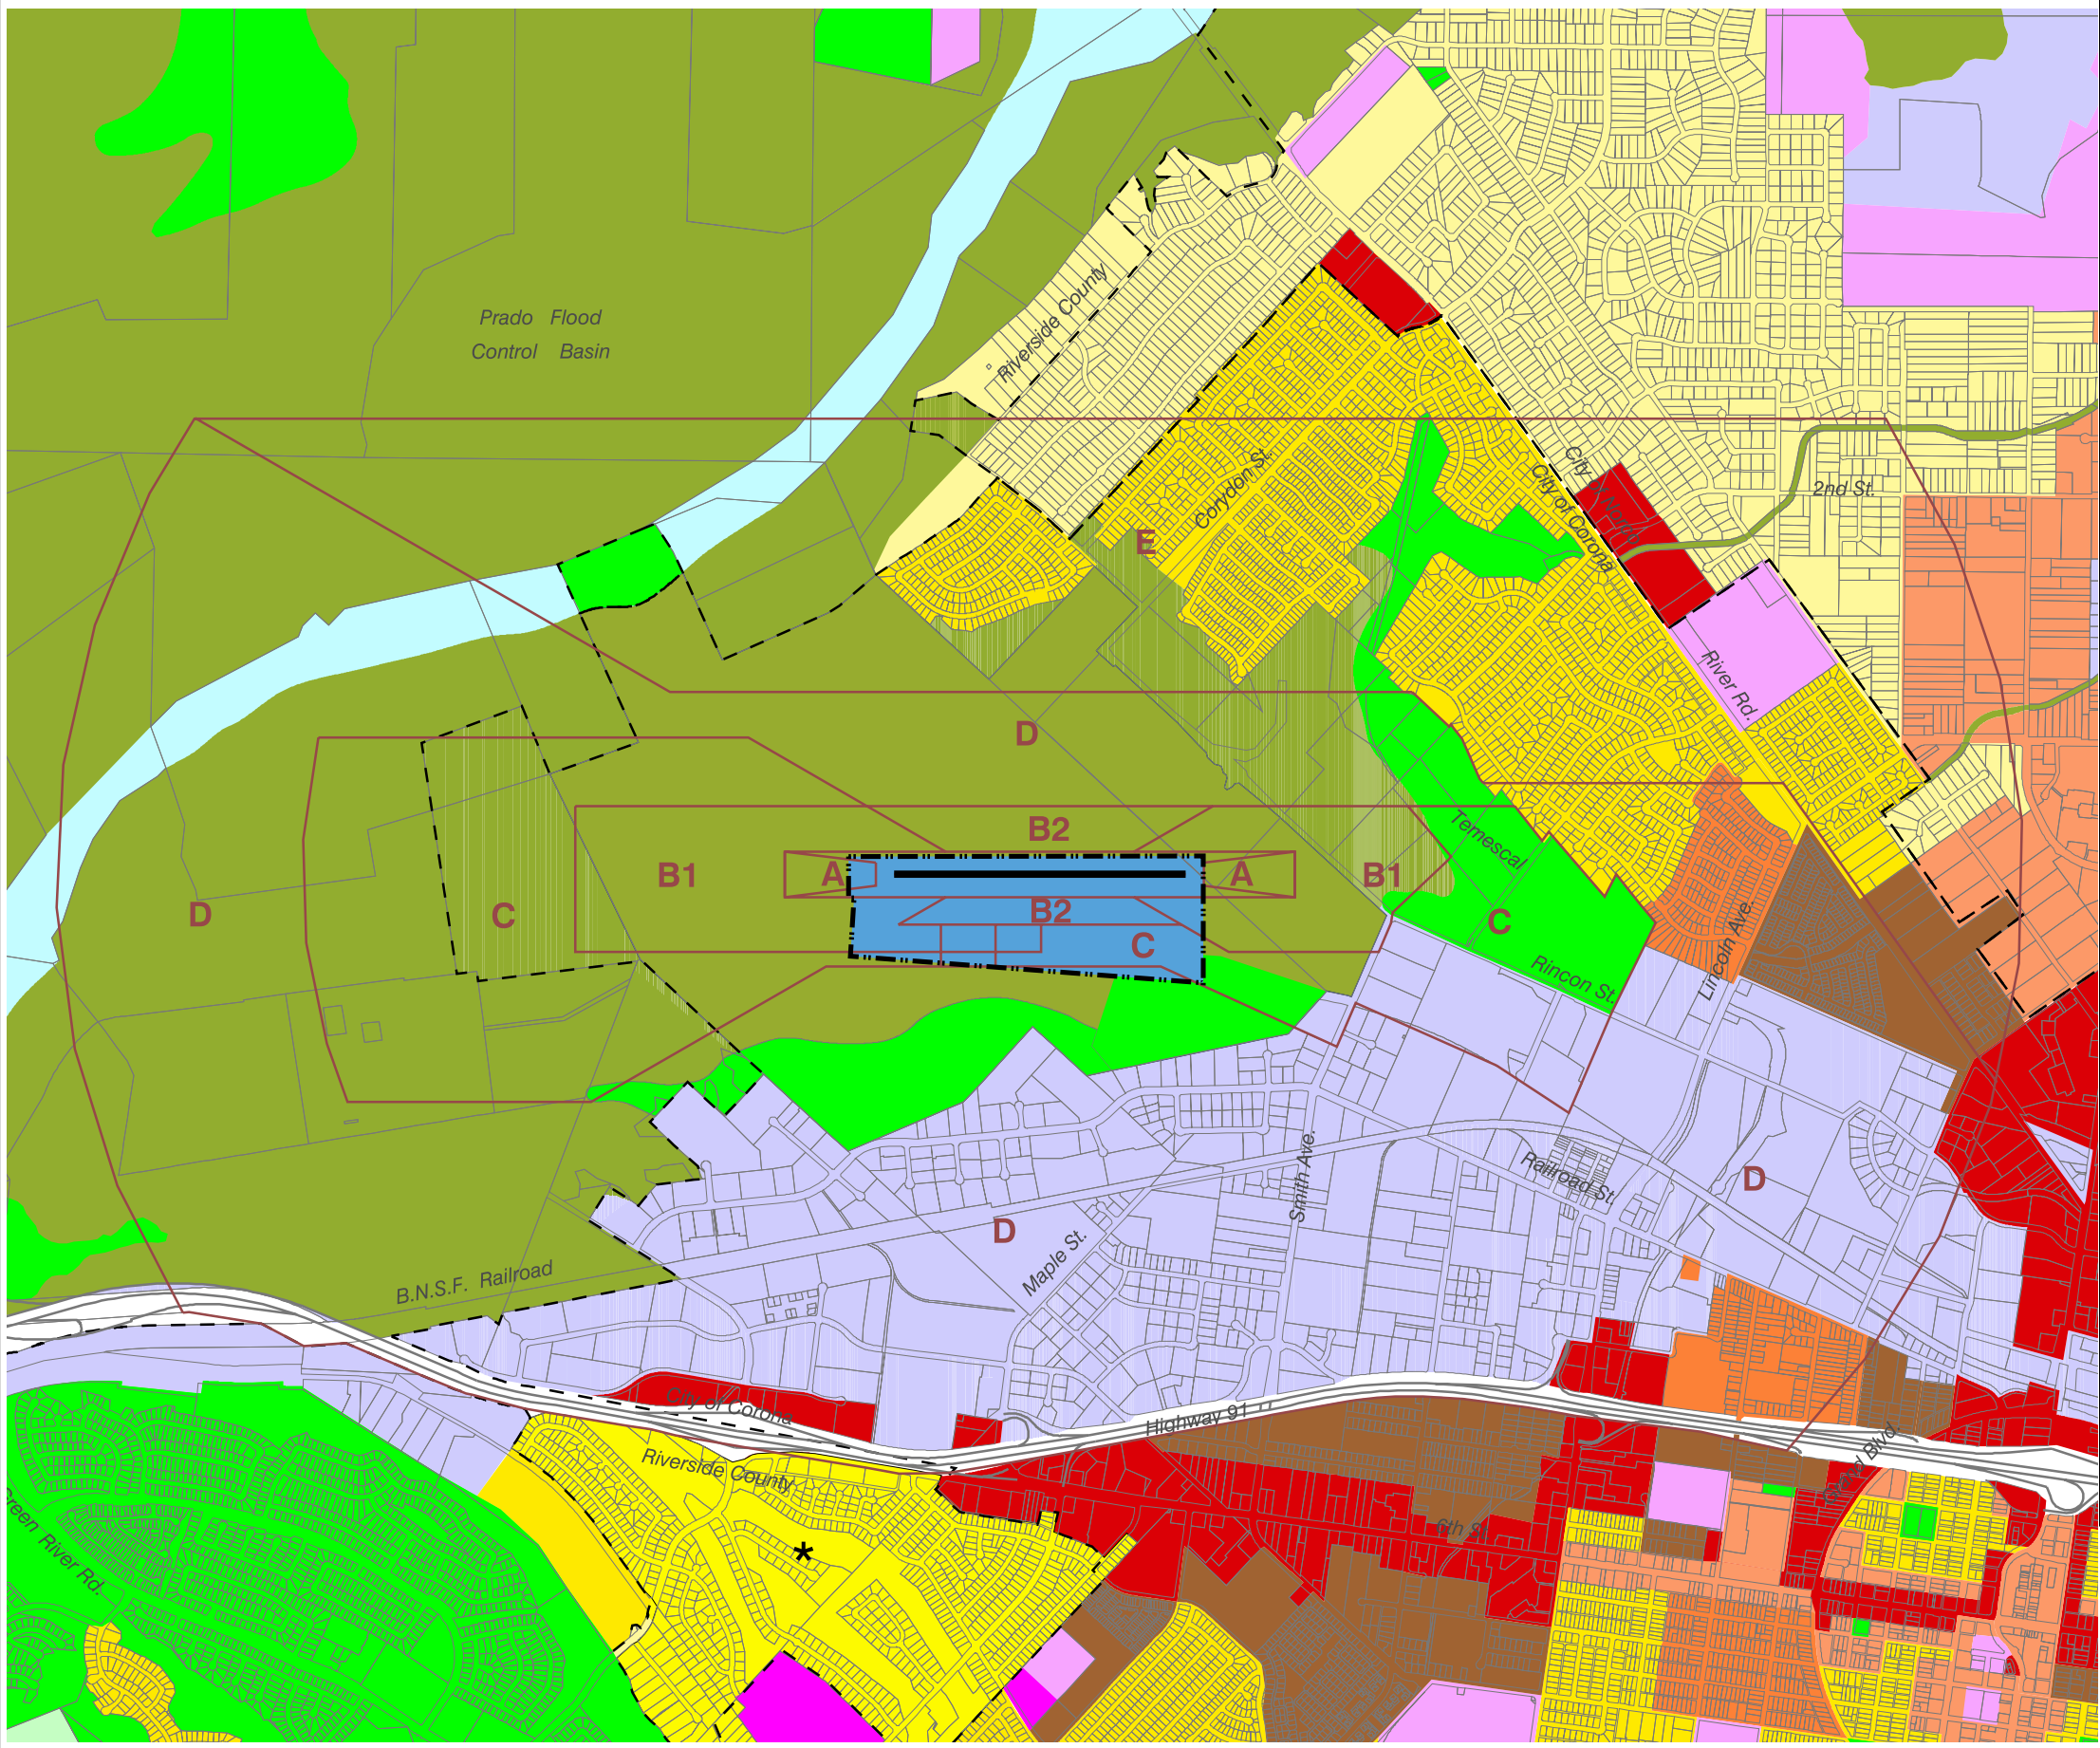 Prado Flood
Control Basin
Riverside County
Corydon St.
E
City of Norco
City of Corona
2nd St.
River Rd.
D
B2
Temescal
A
A
B1
B1
B2
C
D
C
C
Lincoln Ave.
Rincon St.
Smith Ave.
Railroad St.
D
D
Maple St.
B.N.S.F. Railroad
City of Corona
Highway 91
Riverside County
6th St.
Green River Rd.
*